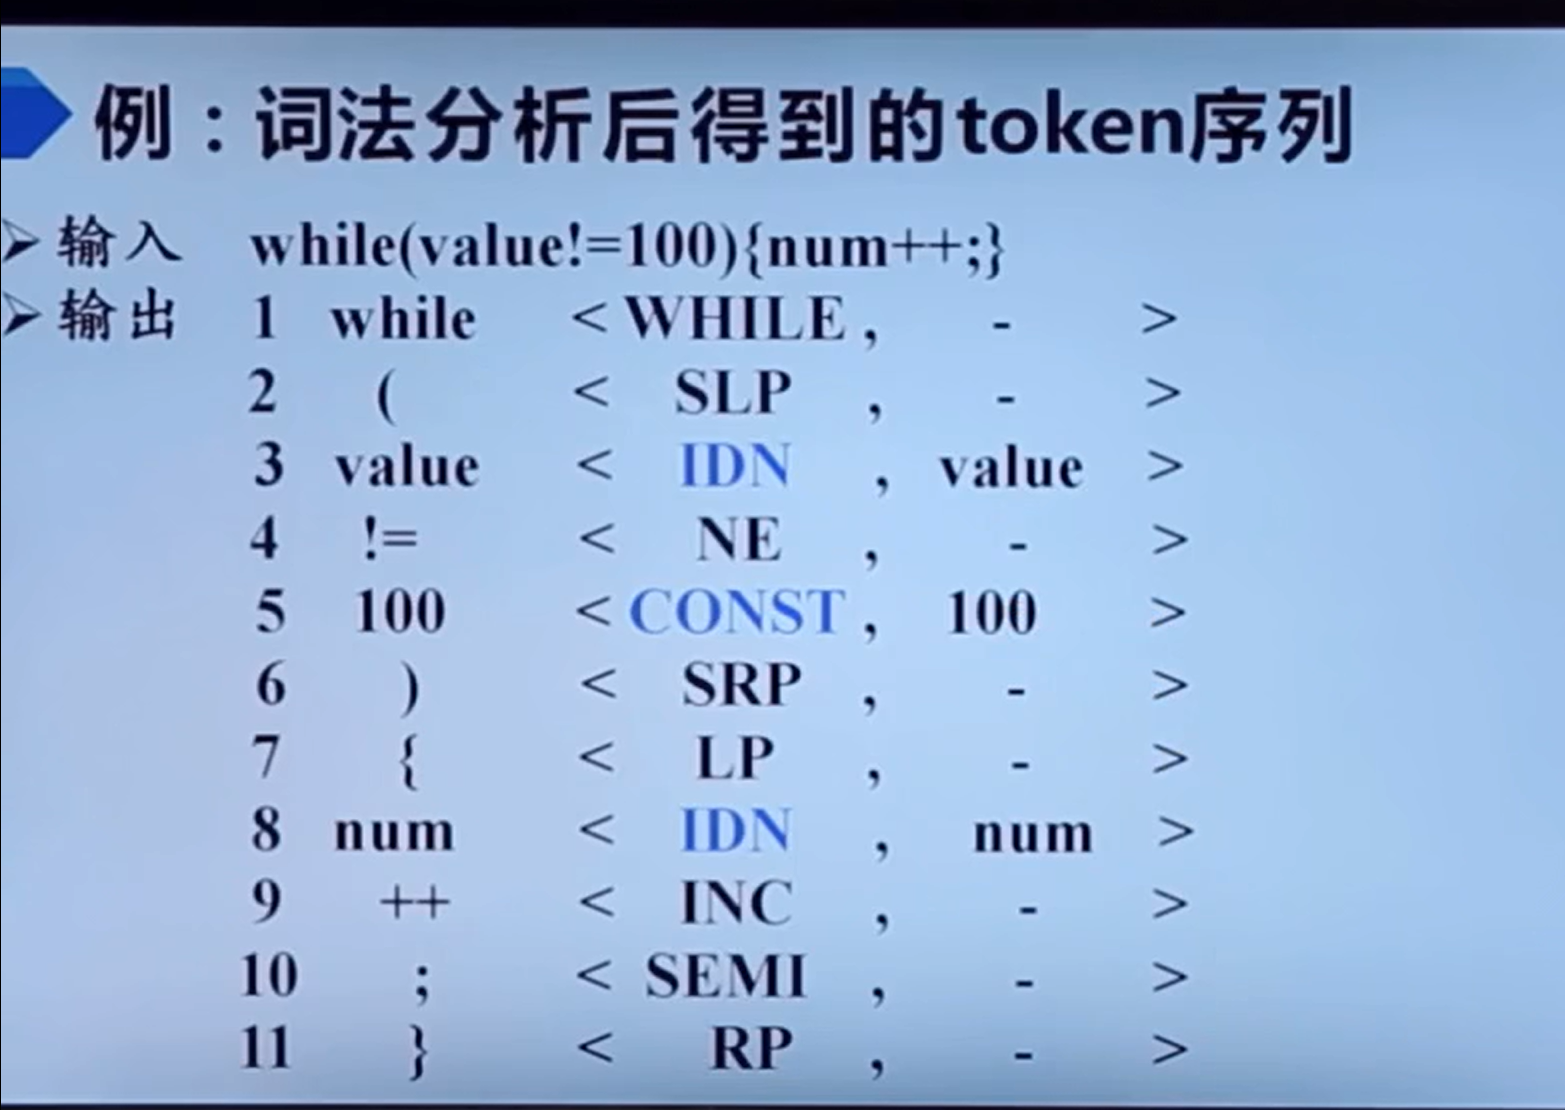 例：词法分析后得到的token序列
➢ 输入 while(value!=100){num++;}
➢ 输出 1 while < WHILE , - >
2 ( < SLP , - >
3 value < IDN , value >
4 != < NE , - >
5 100 < CONST , 100 >
6 ) < SRP , - >
7 { < LP , - >
8 num < IDN , num >
9 ++ < INC , - >
10 ; < SEMI , - >
11 } < RP , - >